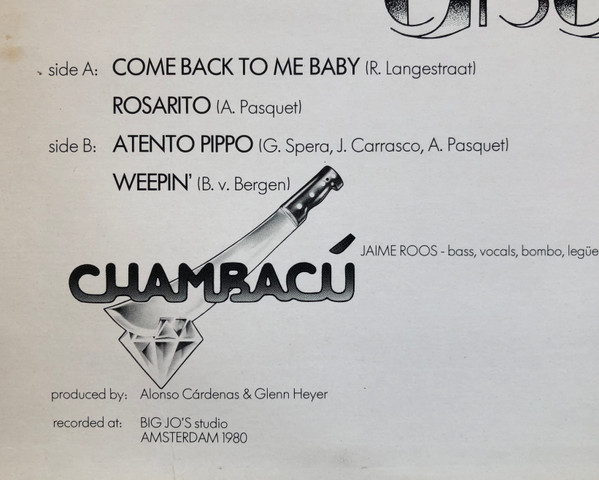 side A: COME BACK TO ME BABY (R. Langestraat)
ROSARITO (A. Pasquet)
side B: ATENTO PIPPO (G. Spera, J. Carrasco, A. Pasquet)
WEEPIN' (B. v. Bergen)
JAIME ROOS - bass, vocals, bombo, legüe
CHAMBACÚ
produced by: Alonso Cárdenas & Glenn Heyer
recorded at: BIG JO'S studio
AMSTERDAM 1980